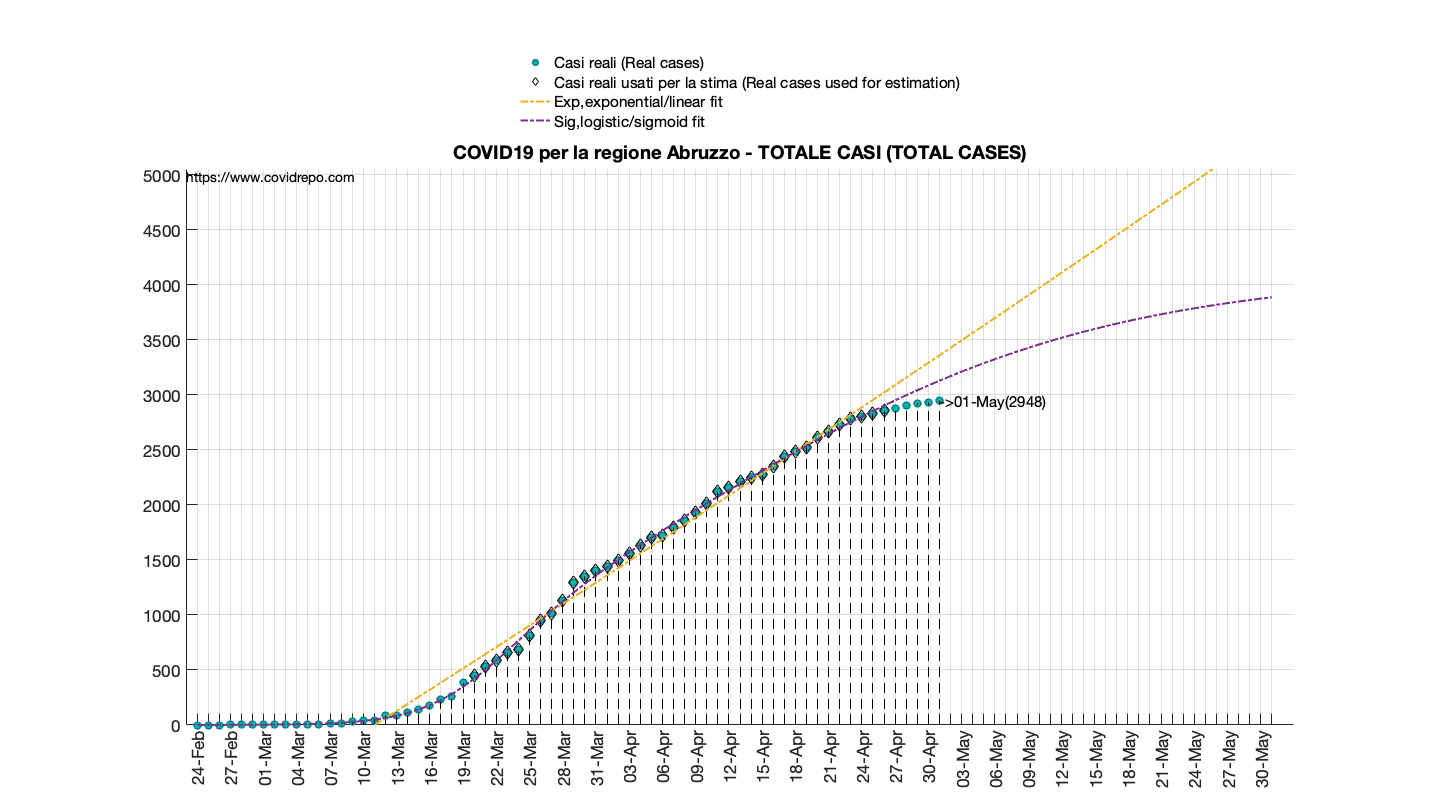 Casi reali (Real cases)
Casi reali usati per la stima (Real cases used for estimation)
Exp,exponential/linear fit
Sig,logistic/sigmoid fit
COVID19 per la regione Abruzzo - TOTALE CASI (TOTAL CASES)
https://www.covidrepo.com
5000
4500
4000
3500
3000
2500
2000
1500
1000
500
0
>01-May(2948)
24-Feb
27-Feb
01-Mar
04-Mar
07-Mar
10-Mar
13-Mar
16-Mar
19-Mar
22-Mar
25-Mar
28-Mar
31-Mar
03-Apr
06-Apr
09-Apr
12-Apr
15-Apr
18-Apr
21-Apr
24-Apr
27-Apr
30-Apr
03-May
06-May
09-May
12-May
15-May
18-May
21-May
24-May
27-May
30-May